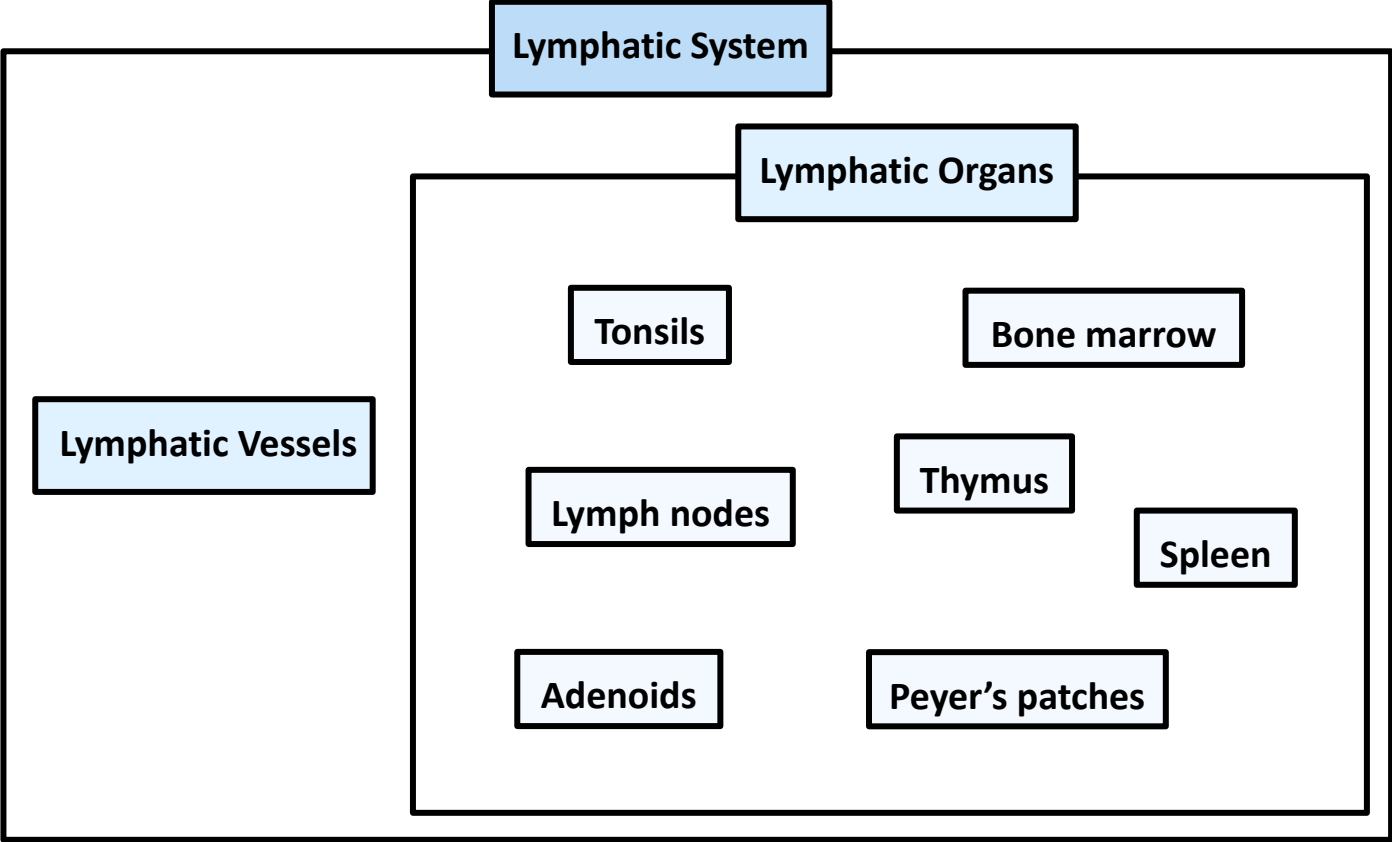 Lymphatic System
Lymphatic Organs
Tonsils
Bone marrow
Lymphatic Vessels
Thymus
Lymph nodes
Spleen
Adenoids
Peyer’s patches